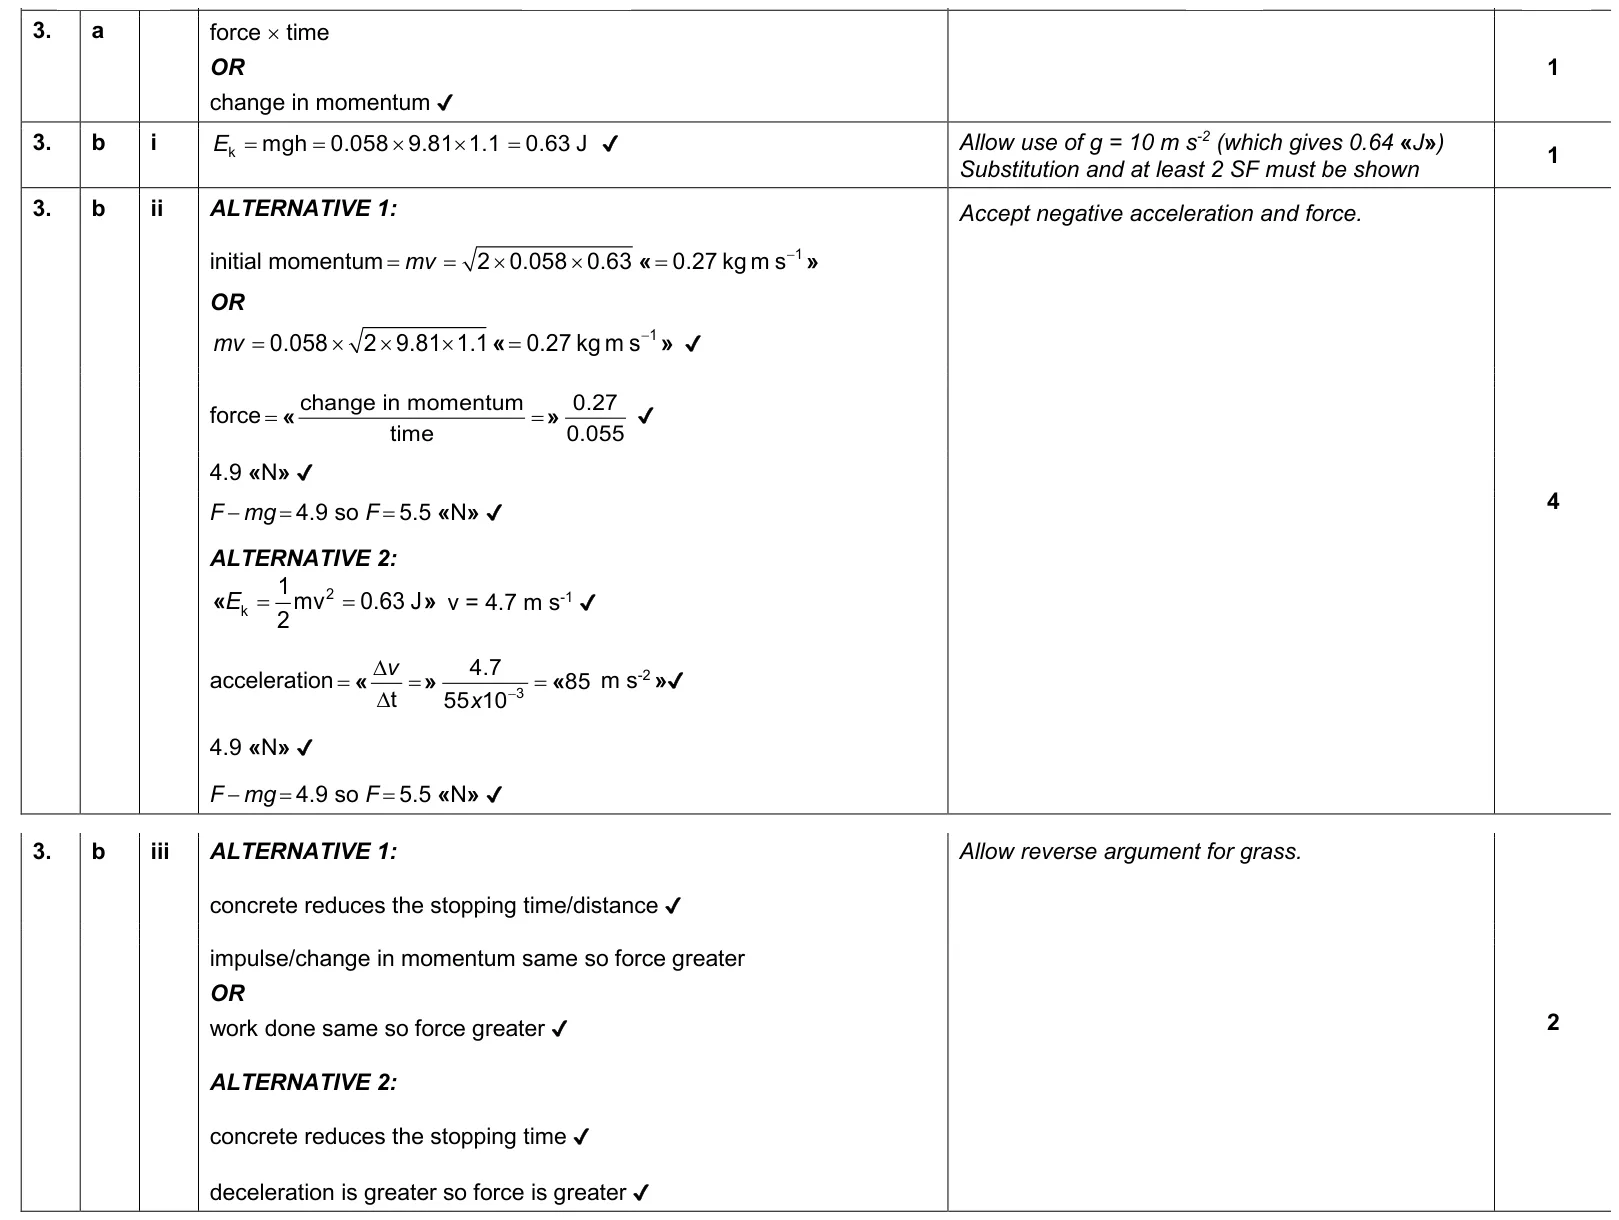 3. a force × time
OR
change in momentum ✓
1
3. b i Eₖ = mgh = 0.058 × 9.81 × 1.1 = 0.63 J ✓ Allow use of g = 10 m s⁻² (which gives 0.64 «J»)
Substitution and at least 2 SF must be shown
1
3. b ii ALTERNATIVE 1: Accept negative acceleration and force.
initial momentum = mv = √(2 × 0.058 × 0.63) « = 0.27 kg m s⁻¹ »
OR
mv = 0.058 × √(2 × 9.81 × 1.1) « = 0.27 kg m s⁻¹ » ✓
force = « change in momentum / time = » 0.27 / 0.055 ✓
4.9 «N» ✓
F − mg = 4.9 so F = 5.5 «N» ✓
4
ALTERNATIVE 2:
«Eₖ = 1/2 mv² = 0.63 J» v = 4.7 m s⁻¹ ✓
acceleration = « Δv / Δt = » 4.7 / 55x10⁻³ = «85 m s⁻² »✓
4.9 «N» ✓
F − mg = 4.9 so F = 5.5 «N» ✓
3. b iii ALTERNATIVE 1: Allow reverse argument for grass.
concrete reduces the stopping time/distance ✓
impulse/change in momentum same so force greater
OR
work done same so force greater ✓
2
ALTERNATIVE 2:
concrete reduces the stopping time ✓
deceleration is greater so force is greater ✓